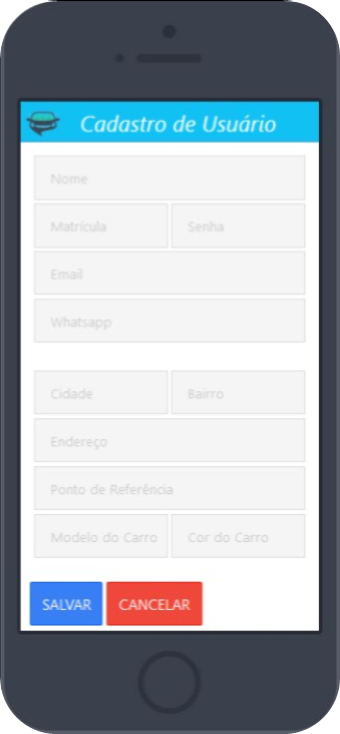 Cadastro de Usuário
Nome
Matrícula Senha
Email
Whatsapp
Cidade Bairro
Endereço
Ponto de Referência
Modelo do Carro Cor do Carro
SALVAR CANCELAR